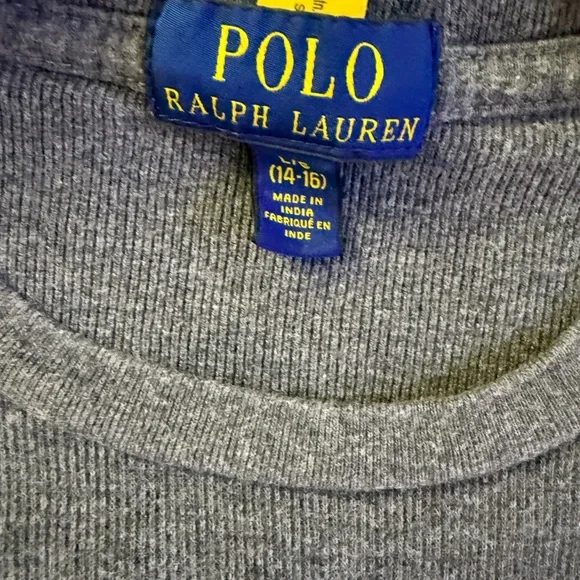 POLO
RALPH LAUREN
(14-16)
MADE IN
INDIA
FABRIQUÉ EN
INDE